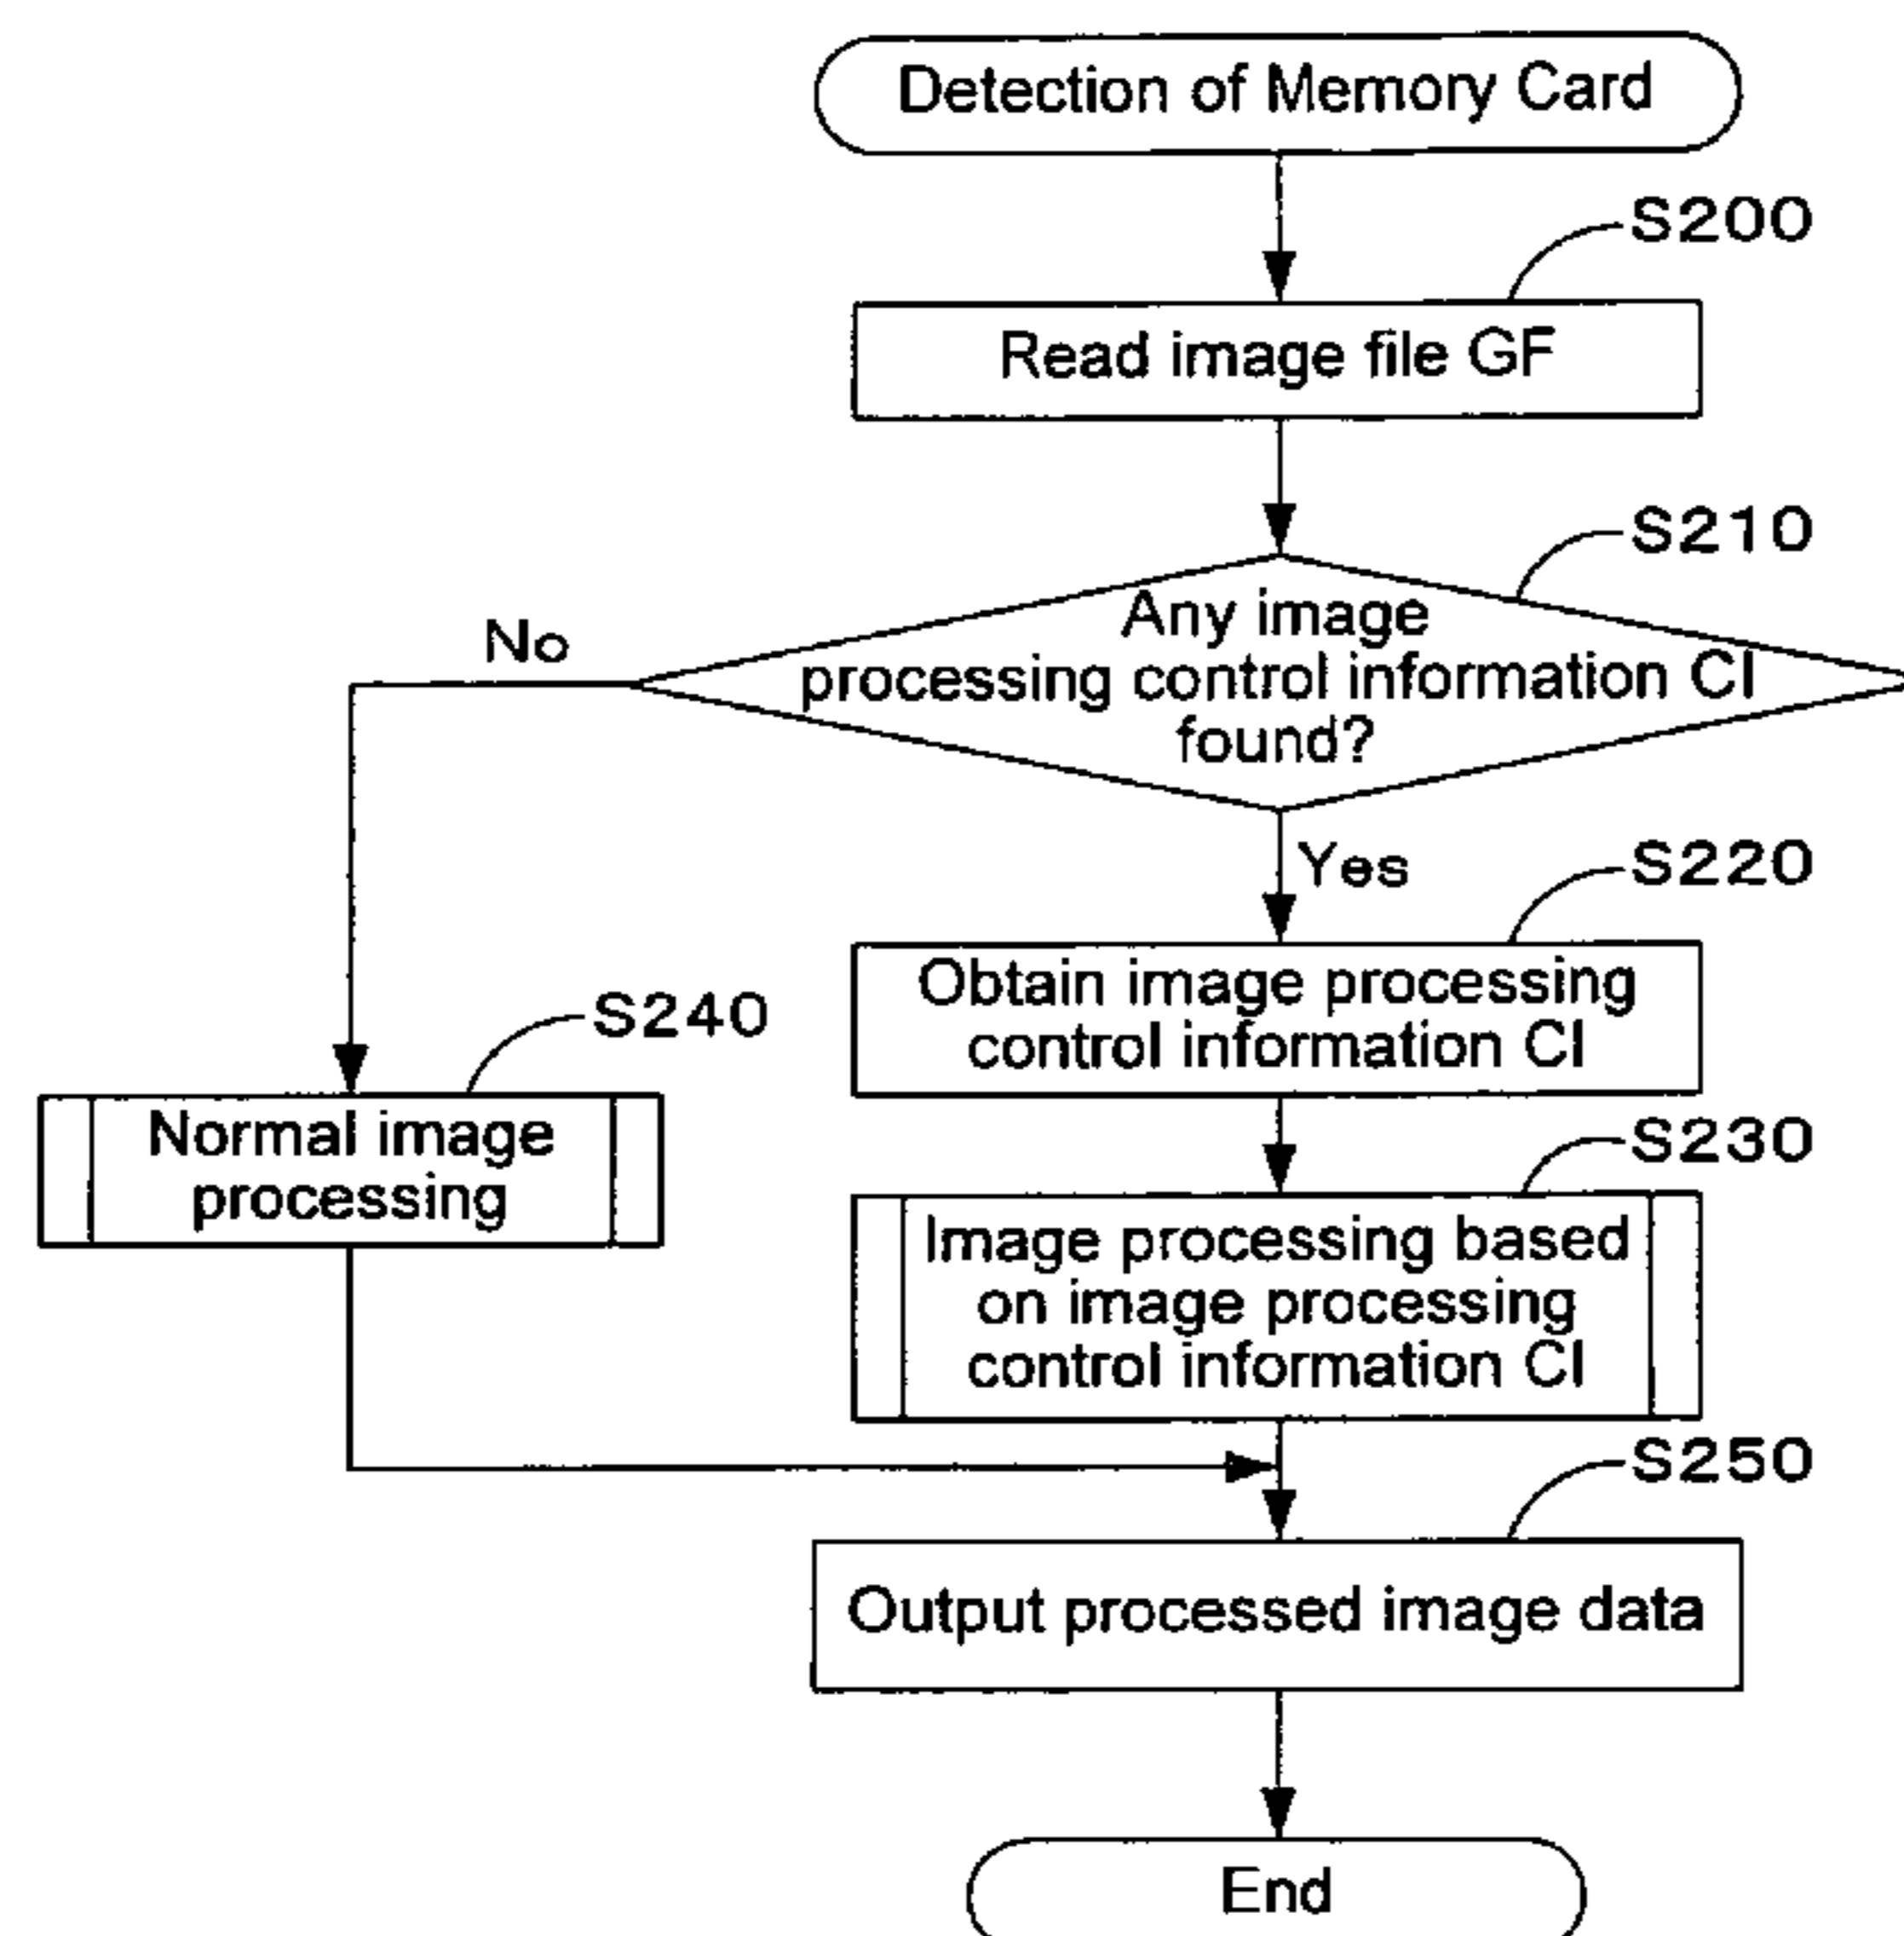 Detection of Memory Card
S200
Read image file GF
S210
Any image
processing control information CI
found?
No
Yes
S220
Obtain image processing
control information CI
S240
Normal image
processing
S230
Image processing based
on image processing
control information CI
S250
Output processed image data
End